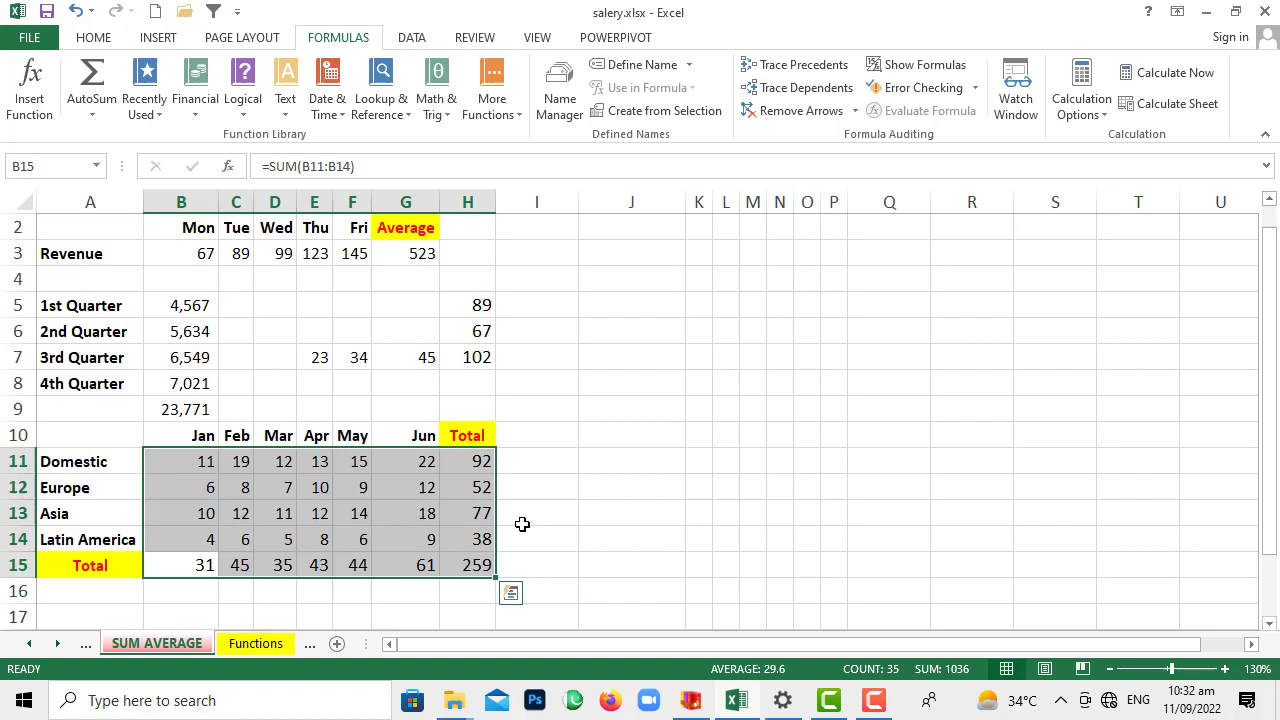 salery.xlsx - Excel
?
Sign in
FILE HOME INSERT PAGE LAYOUT FORMULAS DATA REVIEW VIEW POWERPIVOT
fx Insert Function
Σ AutoSum
Recently Used
Financial
? Logical
A Text
Date & Time
Lookup & Reference
θ Math & Trig
More Functions
Function Library
Name Manager
Define Name
Use in Formula
Create from Selection
Defined Names
Trace Precedents
Trace Dependents
Remove Arrows
Show Formulas
Error Checking
Evaluate Formula
Formula Auditing
Watch Window
Calculation Options
Calculate Now
Calculate Sheet
Calculation
B15 fx =SUM(B11:B14)
A B C D E F G H I J K L M N O P Q R S T U
2 Mon Tue Wed Thu Fri Average
3 Revenue 67 89 99 123 145 523
4
5 1st Quarter 4,567 89
6 2nd Quarter 5,634 67
7 3rd Quarter 6,549 23 34 45 102
8 4th Quarter 7,021
9 23,771
10 Jan Feb Mar Apr May Jun Total
11 Domestic 11 19 12 13 15 22 92
12 Europe 6 8 7 10 9 12 52
13 Asia 10 12 11 12 14 18 77
14 Latin America 4 6 5 8 6 9 38
15 Total 31 45 35 43 44 61 259
16
17
... SUM AVERAGE Functions ...
READY AVERAGE: 29.6 COUNT: 35 SUM: 1036 130%
Type here to search Ps 34°C ENG 10:32 am
11/09/2022